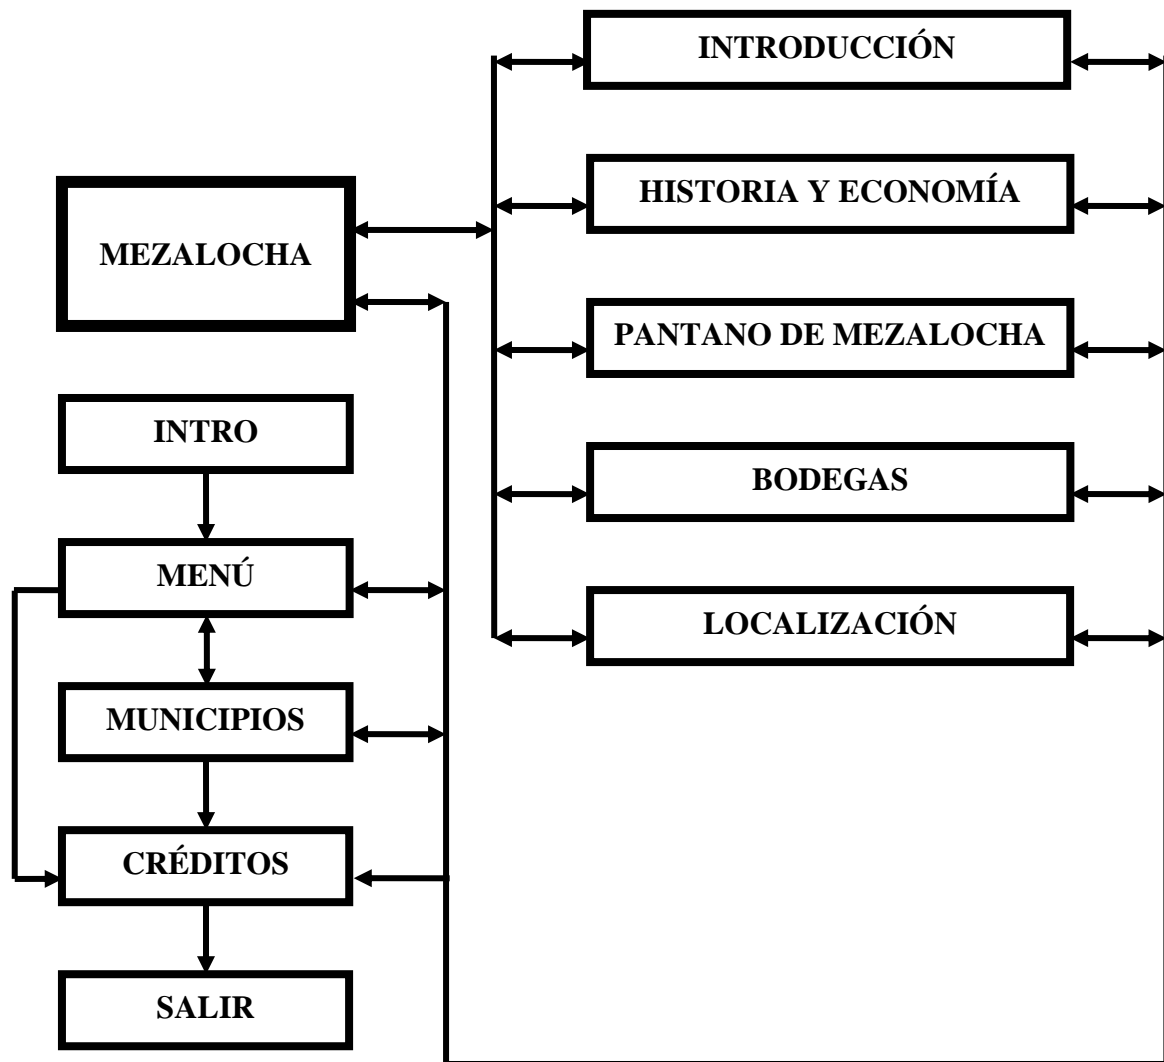 MEZALOCHA
INTRO
MENÚ
MUNICIPIOS
CRÉDITOS
SALIR
INTRODUCCIÓN
HISTORIA Y ECONOMÍA
PANTANO DE MEZALOCHA
BODEGAS
LOCALIZACIÓN